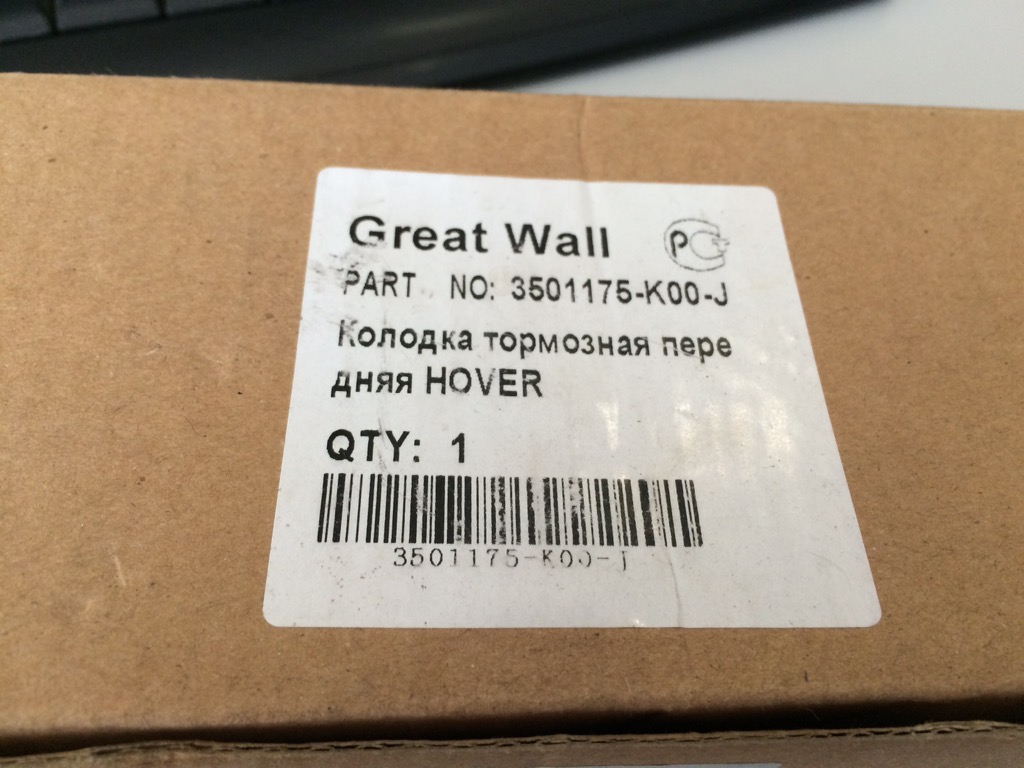 Great Wall
PART NO: 3501175-K00-J
Колодка тормозная пере
дняя HOVER
QTY: 1
3501175-K00-J